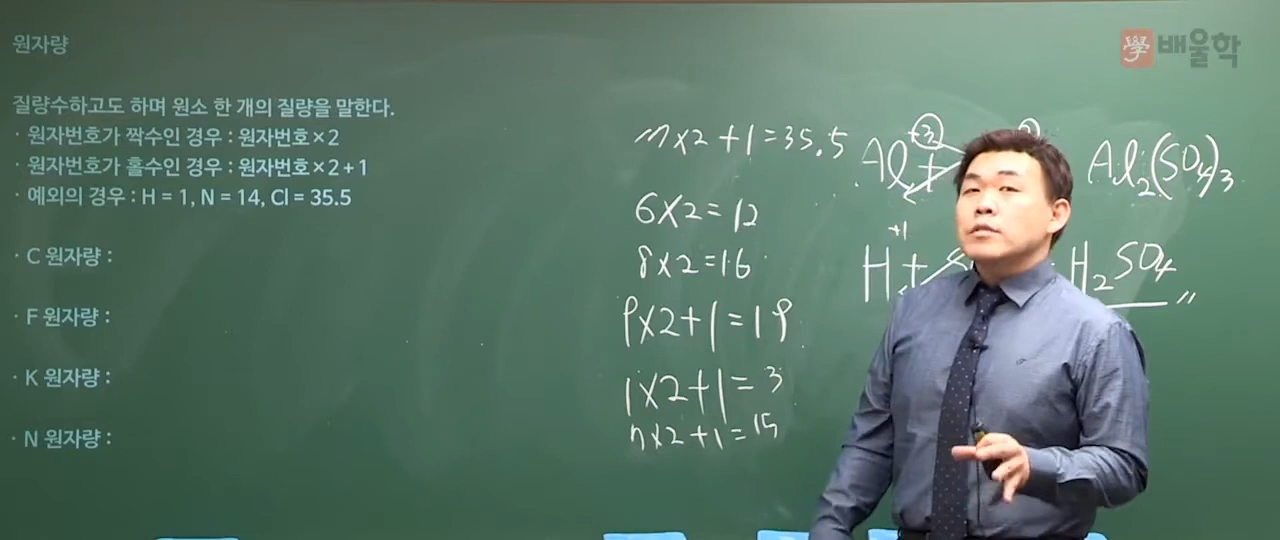 學 배울학
원자량
질량수하고도 하며 원소 한 개의 질량을 말한다.
· 원자번호가 짝수인 경우 : 원자번호×2
· 원자번호가 홀수인 경우 : 원자번호×2+1
· 예외의 경우 : H = 1, N = 14, Cl = 35.5
· C 원자량 :
· F 원자량 :
· K 원자량 :
· N 원자량 :
17×2+1=35.5
6×2=12
8×2=16
9×2+1=19
1×2+1=3
7×2+1=15
Al+
+3
Al2(SO4)3
+1
H+
H2SO4